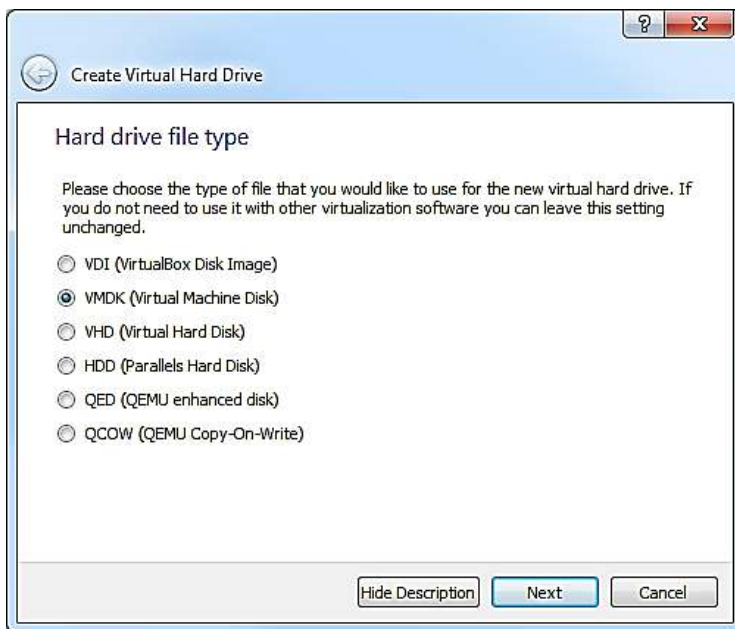 ?
X
Create Virtual Hard Drive
Hard drive file type
Please choose the type of file that you would like to use for the new virtual hard drive. If
you do not need to use it with other virtualization software you can leave this setting
unchanged.
VDI (VirtualBox Disk Image)
VMDK (Virtual Machine Disk)
VHD (Virtual Hard Disk)
HDD (Parallels Hard Disk)
QED (QEMU enhanced disk)
QCOW (QEMU Copy-On-Write)
Hide Description
Next
Cancel